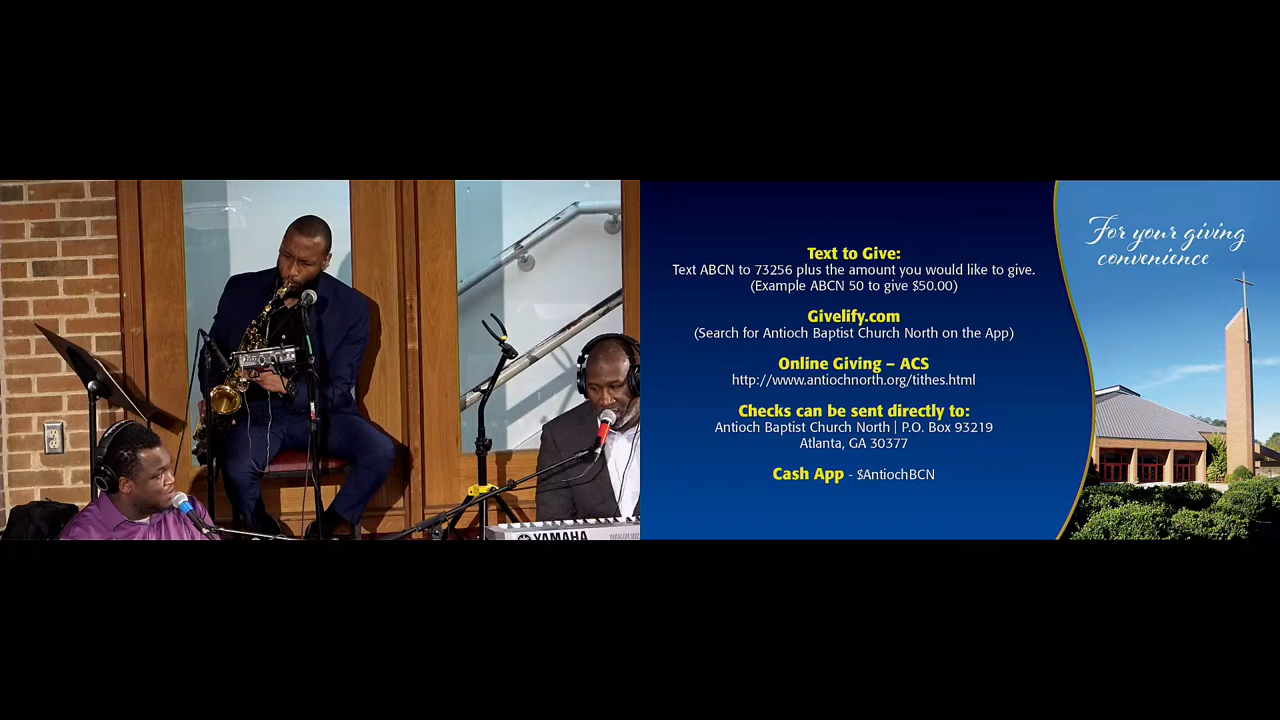 YAMAHA
Text to Give:
Text ABCN to 73256 plus the amount you would like to give.
(Example ABCN 50 to give $50.00)
Givelify.com
(Search for Antioch Baptist Church North on the App)
Online Giving – ACS
http://www.antiochnorth.org/tithes.html
Checks can be sent directly to:
Antioch Baptist Church North | P.O. Box 93219
Atlanta, GA 30377
Cash App - $AntiochBCN
For your giving
convenience